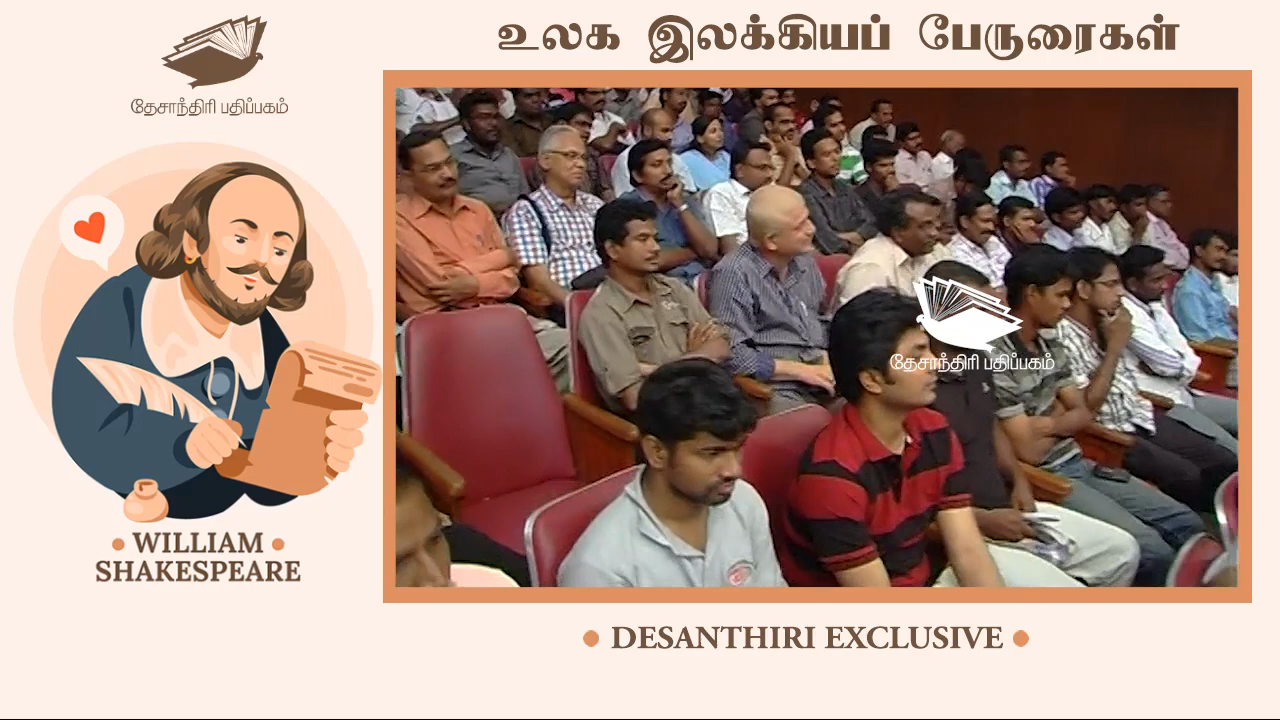 உலக இலக்கியப் பேருரைகள்
தேசாந்திரி பதிப்பகம்
தேசாந்திரி பதிப்பகம்
WILLIAM
SHAKESPEARE
DESANTHIRI EXCLUSIVE